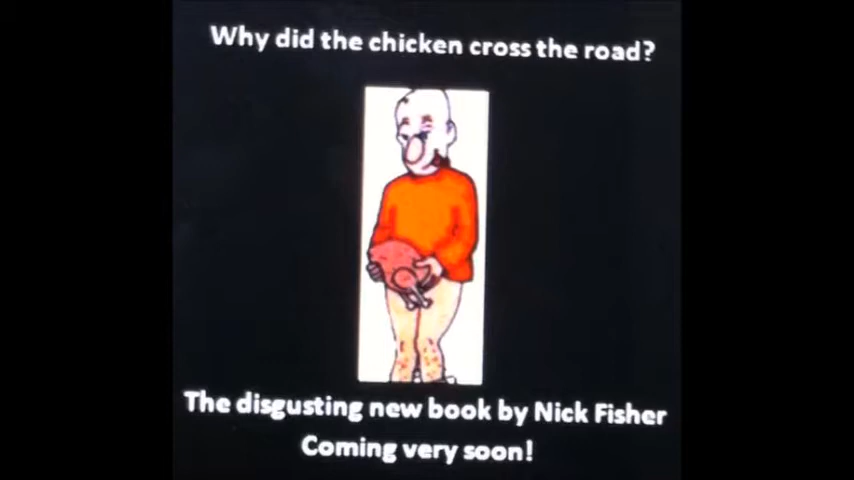 Why did the chicken cross the road?
The disgusting new book by Nick Fisher
Coming very soon!